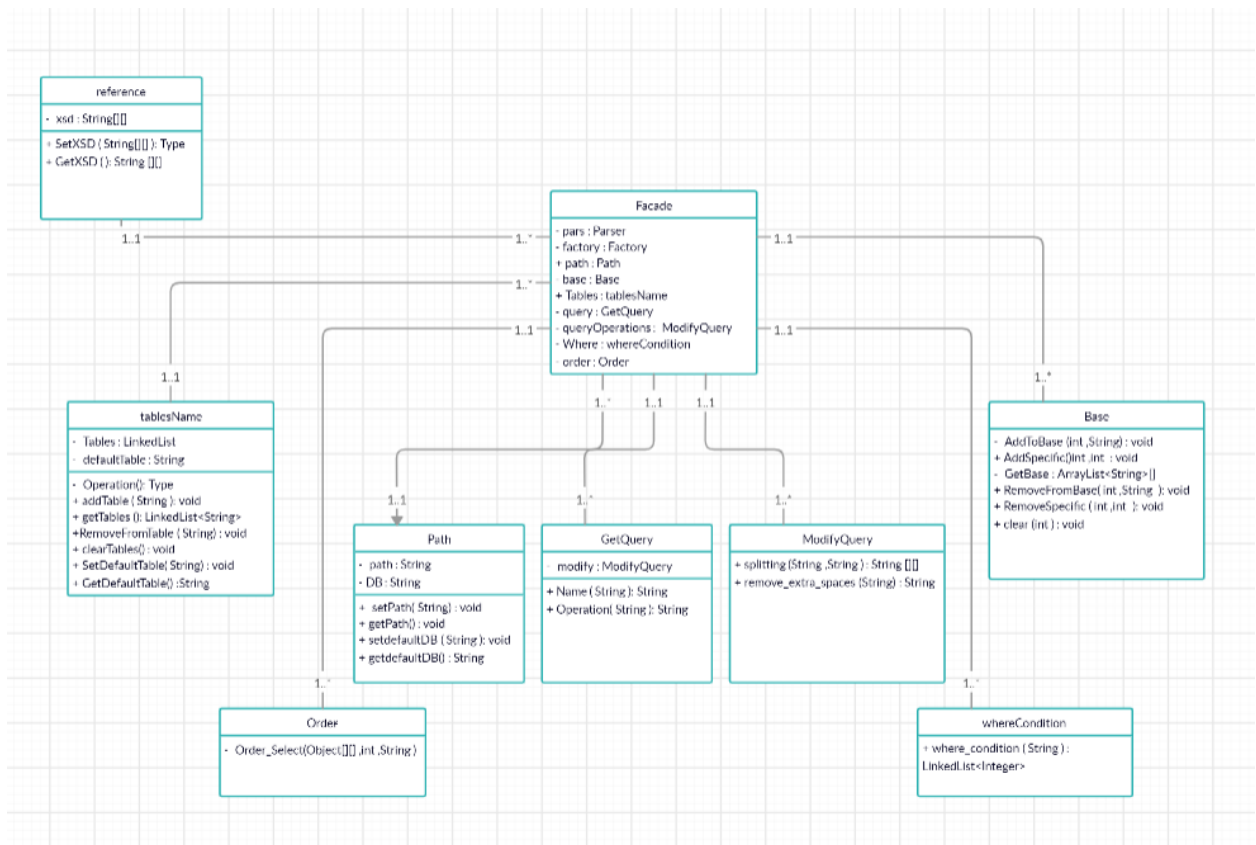 reference
- xsd : String[][]
+ SetXSD ( String[][] ): Type
+ GetXSD ( ): String [][]
1..1
1..*
Facade
- pars : Parser
- factory : Factory
+ path : Path
- base : Base
+ Tables : tablesName
- query : GetQuery
- queryOperations : ModifyQuery
- Where : whereCondition
- order : Order
1..1
1..*
1..1
1..1
1..1
1..*
1..1
1..1
1..1
1..*
tablesName
- Tables : LinkedList
- defaultTable : String
- Operation(): Type
+ addTable ( String ): void
+ getTables (): LinkedList<String>
+RemoveFromTable ( String) : void
+ clearTables() : void
+ SetDefaultTable( String) : void
+ GetDefaultTable() :String
Base
- AddToBase (int ,String) : void
+ AddSpecific()int ,int : void
- GetBase : ArrayList<String>[]
+ RemoveFromBase( int ,String ): void
+ RemoveSpecific ( int ,int ): void
+ clear (int ) : void
1..1
1..*
1..*
Path
- path : String
- DB : String
+ setPath( String) : void
+ getPath() : void
+ setdefaultDB ( String ): void
+ getdefaultDB() : String
GetQuery
- modify : ModifyQuery
+ Name ( String ): String
+ Operation( String ): String
ModifyQuery
+ splitting (String ,String ) : String [][]
+ remove_extra_spaces (String) : String
1..*
1..*
Order
- Order_Select(Object[][] ,int ,String )
whereCondition
+ where_condition ( String ) :
LinkedList<Integer>